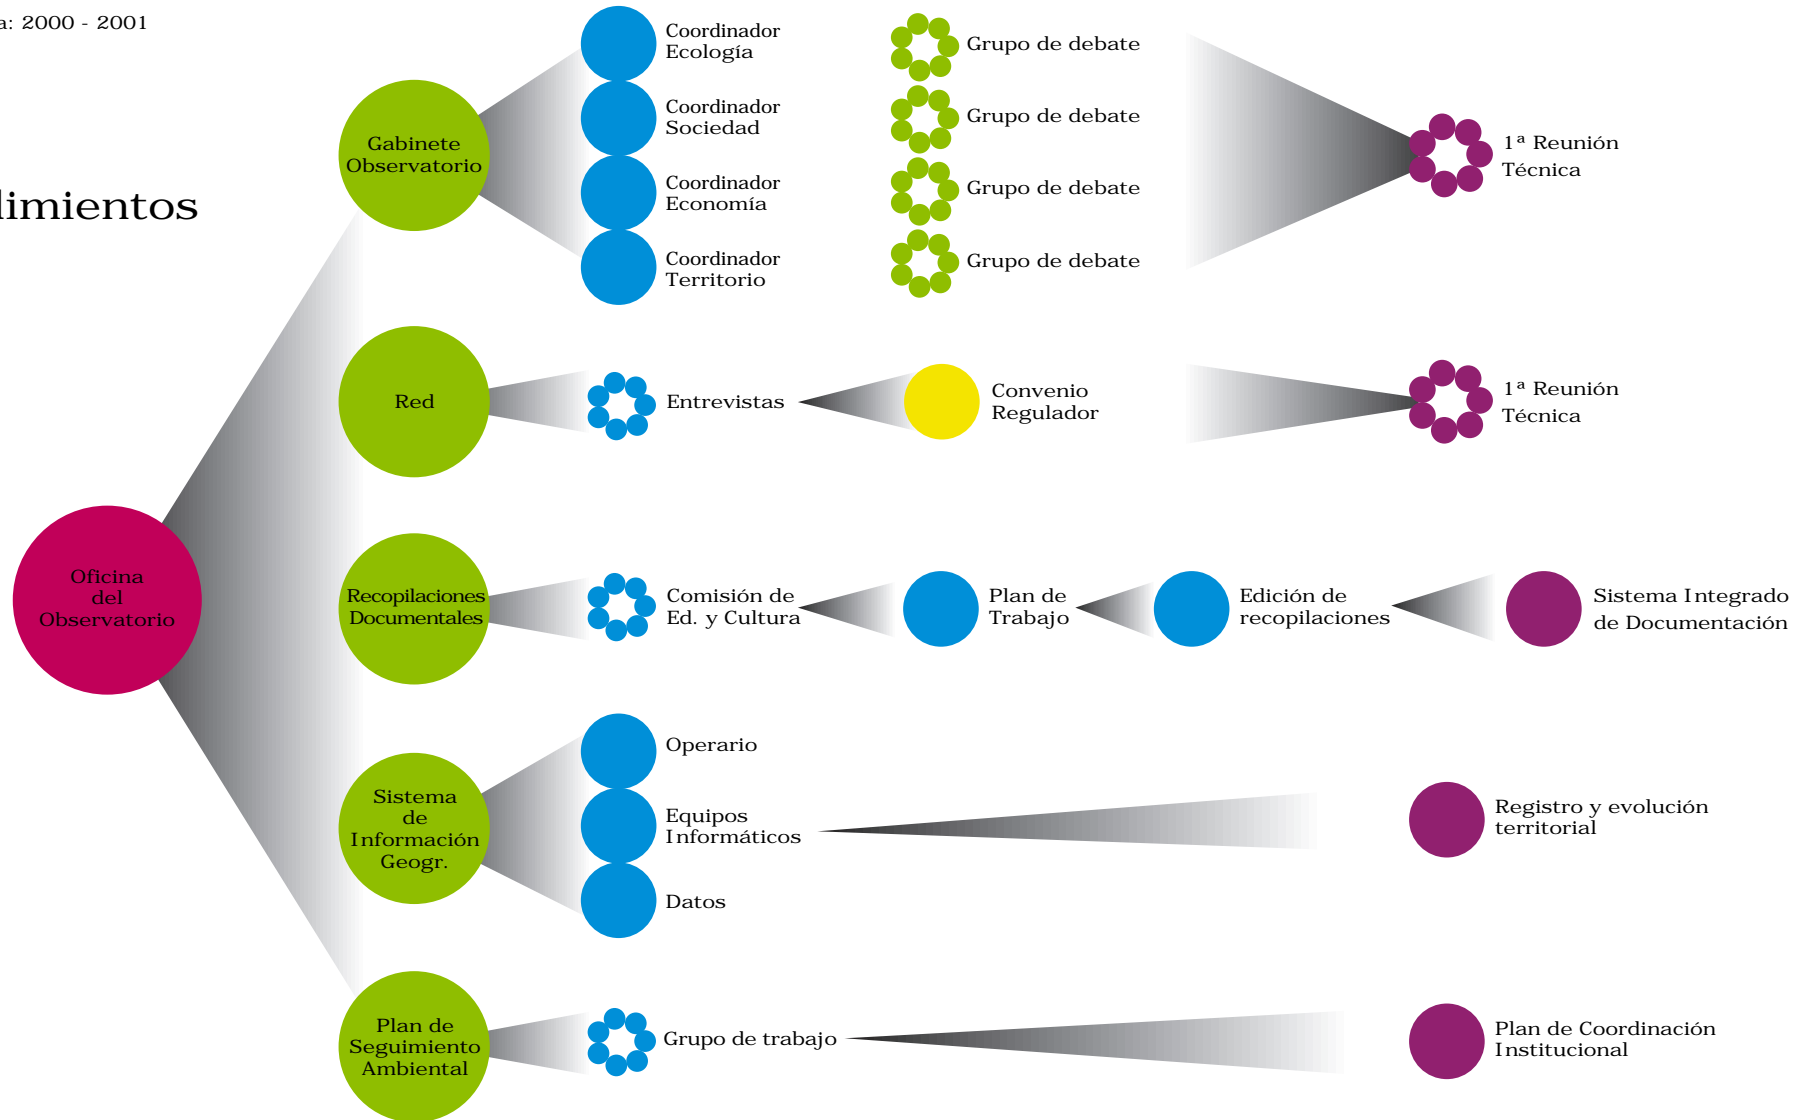 a: 2000 - 2001
limientos
Oficina
del
Observatorio
Gabinete
Observatorio
Coordinador
Ecología
Coordinador
Sociedad
Coordinador
Economía
Coordinador
Territorio
Grupo de debate
Grupo de debate
Grupo de debate
Grupo de debate
1ª Reunión
Técnica
Red
Entrevistas
Convenio
Regulador
1ª Reunión
Técnica
Recopilaciones
Documentales
Comisión de
Ed. y Cultura
Plan de
Trabajo
Edición de
recopilaciones
Sistema Integrado
de Documentación
Sistema
de
Información
Geogr.
Operario
Equipos
Informáticos
Datos
Registro y evolución
territorial
Plan de
Seguimiento
Ambiental
Grupo de trabajo
Plan de Coordinación
Institucional